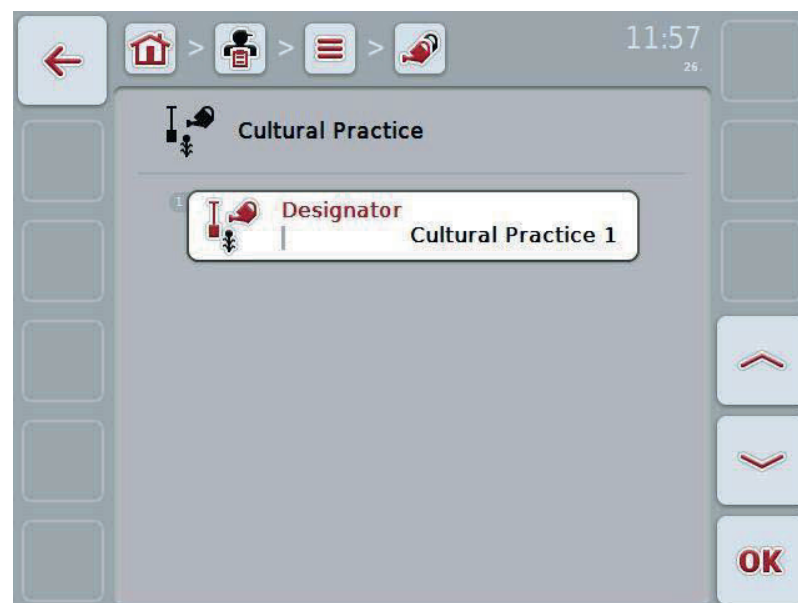 > > >
11:57
26.
Cultural Practice
1
Designator
Cultural Practice 1
OK